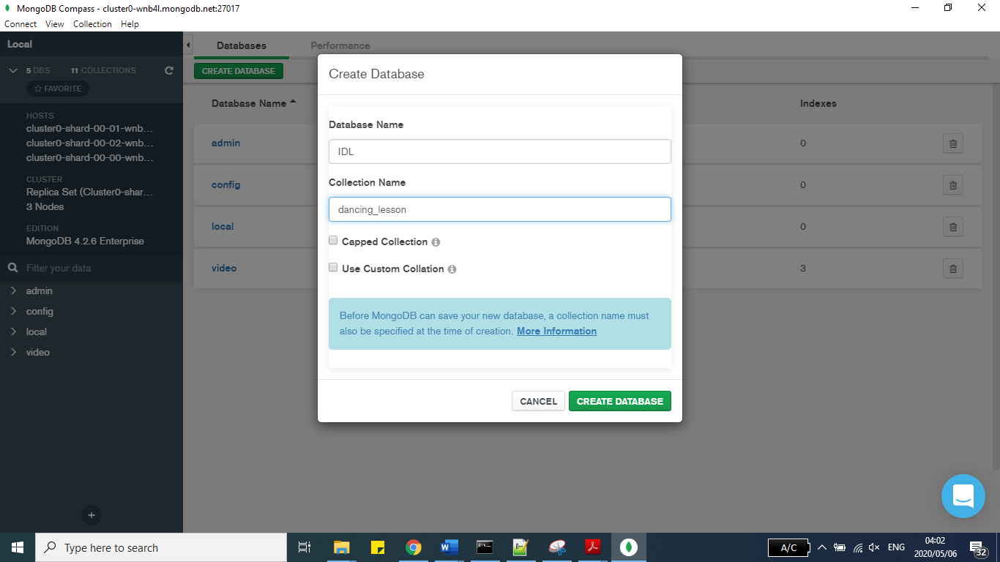 MongoDB Compass - cluster0-wnb4l.mongodb.net:27017
Connect View Collection Help
Local
5 DBS 11 COLLECTIONS
FAVORITE
HOSTS
cluster0-shard-00-01-wnb...
cluster0-shard-00-02-wnb...
cluster0-shard-00-00-wnb...
CLUSTER
Replica Set (Cluster0-shar...
3 Nodes
EDITION
MongoDB 4.2.6 Enterprise
Filter your data
admin
config
local
video
Databases Performance
CREATE DATABASE
Database Name Indexes
admin 0
config 0
local 0
video 3
Create Database
Database Name
IDL
Collection Name
dancing_lesson
Capped Collection
Use Custom Collation
Before MongoDB can save your new database, a collection name must
also be specified at the time of creation. More Information
CANCEL CREATE DATABASE
Type here to search
A/C
ENG
04:02
2020/05/06
32